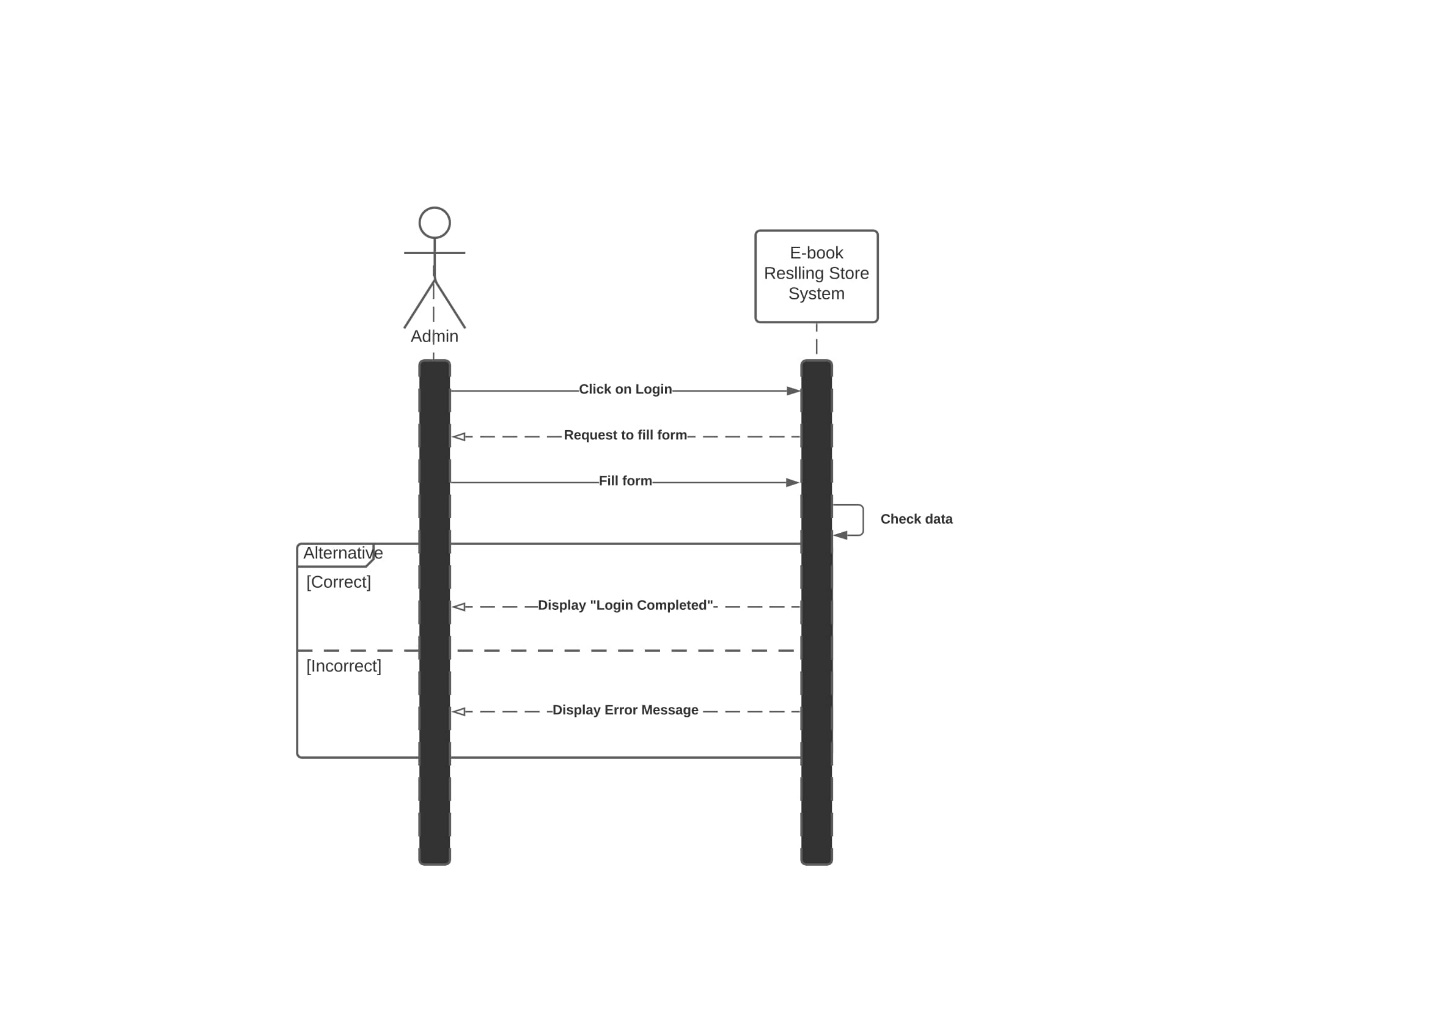 E-book
Reslling Store
System
Admin
Click on Login
Request to fill form
Fill form
Check data
Alternative
[Correct]
Display "Login Completed"
[Incorrect]
Display Error Message